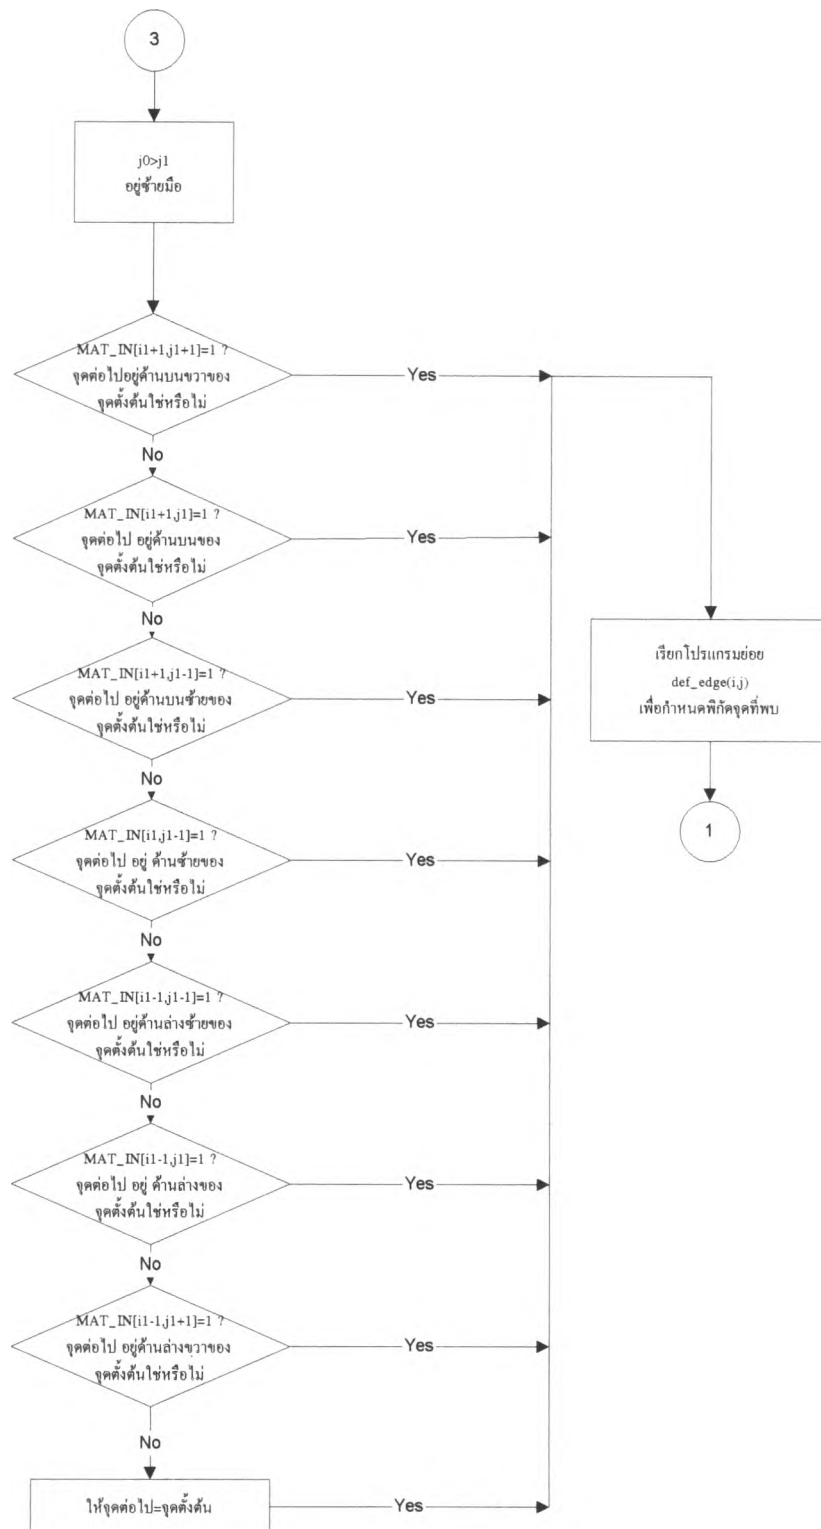 3
j0>j1
อยู่ซ้ายมือ
MAT_IN[i1+1,j1+1]=1 ?
จุดต่อไปอยู่ด้านบนขวาของ
จุดตั้งต้นใช่หรือไม่
Yes
No
MAT_IN[i1+1,j1]=1 ?
จุดต่อไป อยู่ด้านบนของ
จุดตั้งต้นใช่หรือไม่
Yes
No
MAT_IN[i1+1,j1-1]=1 ?
จุดต่อไป อยู่ด้านบนซ้ายของ
จุดตั้งต้นใช่หรือไม่
Yes
No
เรียกโปรแกรมย่อย
def_edge(i,j)
เพื่อกำหนดพิกัดจุดที่พบ
1
MAT_IN[i1,j1-1]=1 ?
จุดต่อไป อยู่ ด้านซ้ายของ
จุดตั้งต้นใช่หรือไม่
Yes
No
MAT_IN[i1-1,j1-1]=1 ?
จุดต่อไป อยู่ด้านล่างซ้ายของ
จุดตั้งต้นใช่หรือไม่
Yes
No
MAT_IN[i1-1,j1]=1 ?
จุดต่อไป อยู่ ด้านล่างของ
จุดตั้งต้นใช่หรือไม่
Yes
No
MAT_IN[i1-1,j1+1]=1 ?
จุดต่อไป อยู่ด้านล่างขวาของ
จุดตั้งต้นใช่หรือไม่
Yes
No
ให้จุดต่อไป=จุดตั้งต้น
Yes